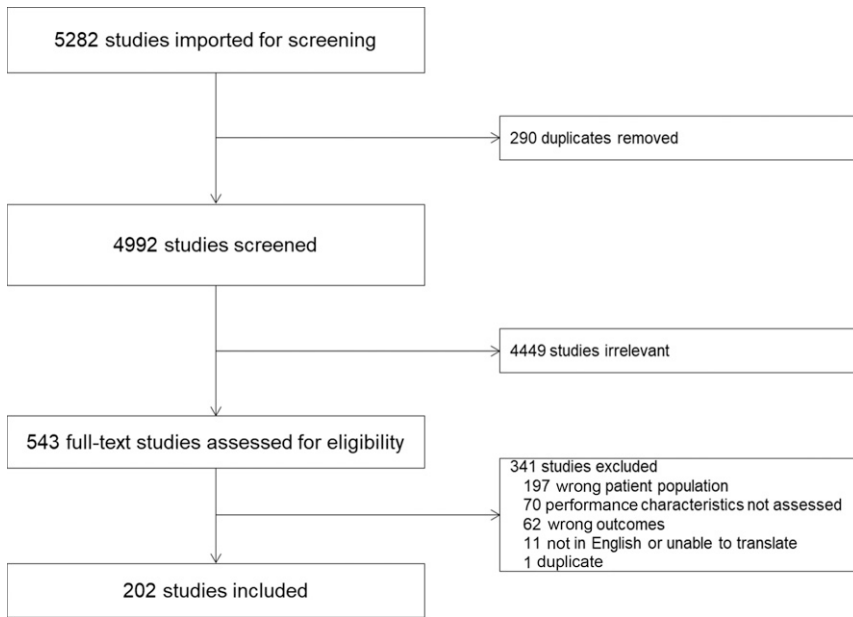 5282 studies imported for screening
290 duplicates removed
4992 studies screened
4449 studies irrelevant
543 full-text studies assessed for eligibility
341 studies excluded
197 wrong patient population
70 performance characteristics not assessed
62 wrong outcomes
11 not in English or unable to translate
1 duplicate
202 studies included